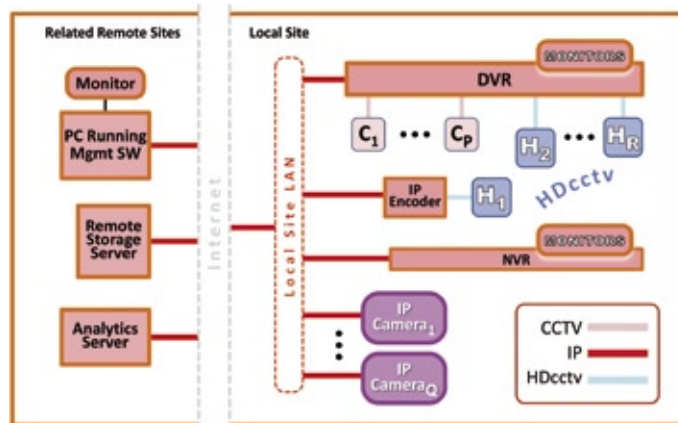 Related Remote Sites
Monitor
PC Running
Mgmt SW
Remote
Storage
Server
Analytics
Server
Internet
Local Site
Local Site LAN
MONITORS
DVR
C1
•••
CP
H2
•••
HR
HDcctv
IP
Encoder
H1
MONITORS
NVR
IP
Camera1
IP
CameraQ
CCTV
IP
HDcctv